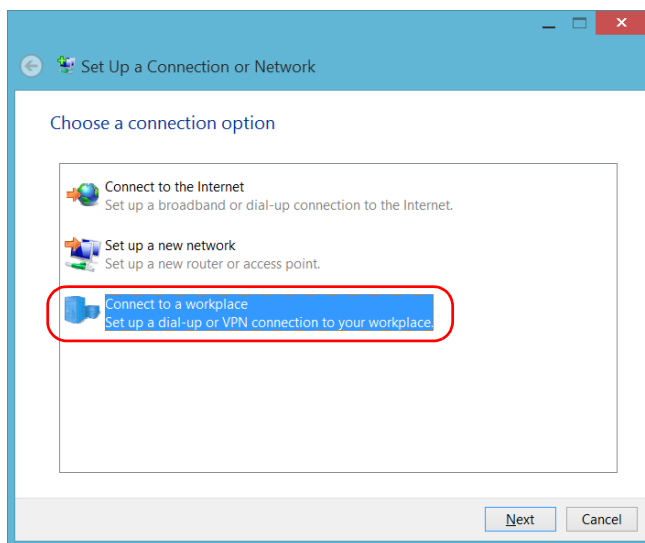 Set Up a Connection or Network
Choose a connection option
Connect to the Internet
Set up a broadband or dial-up connection to the Internet.
Set up a new network
Set up a new router or access point.
Connect to a workplace
Set up a dial-up or VPN connection to your workplace.
Next
Cancel